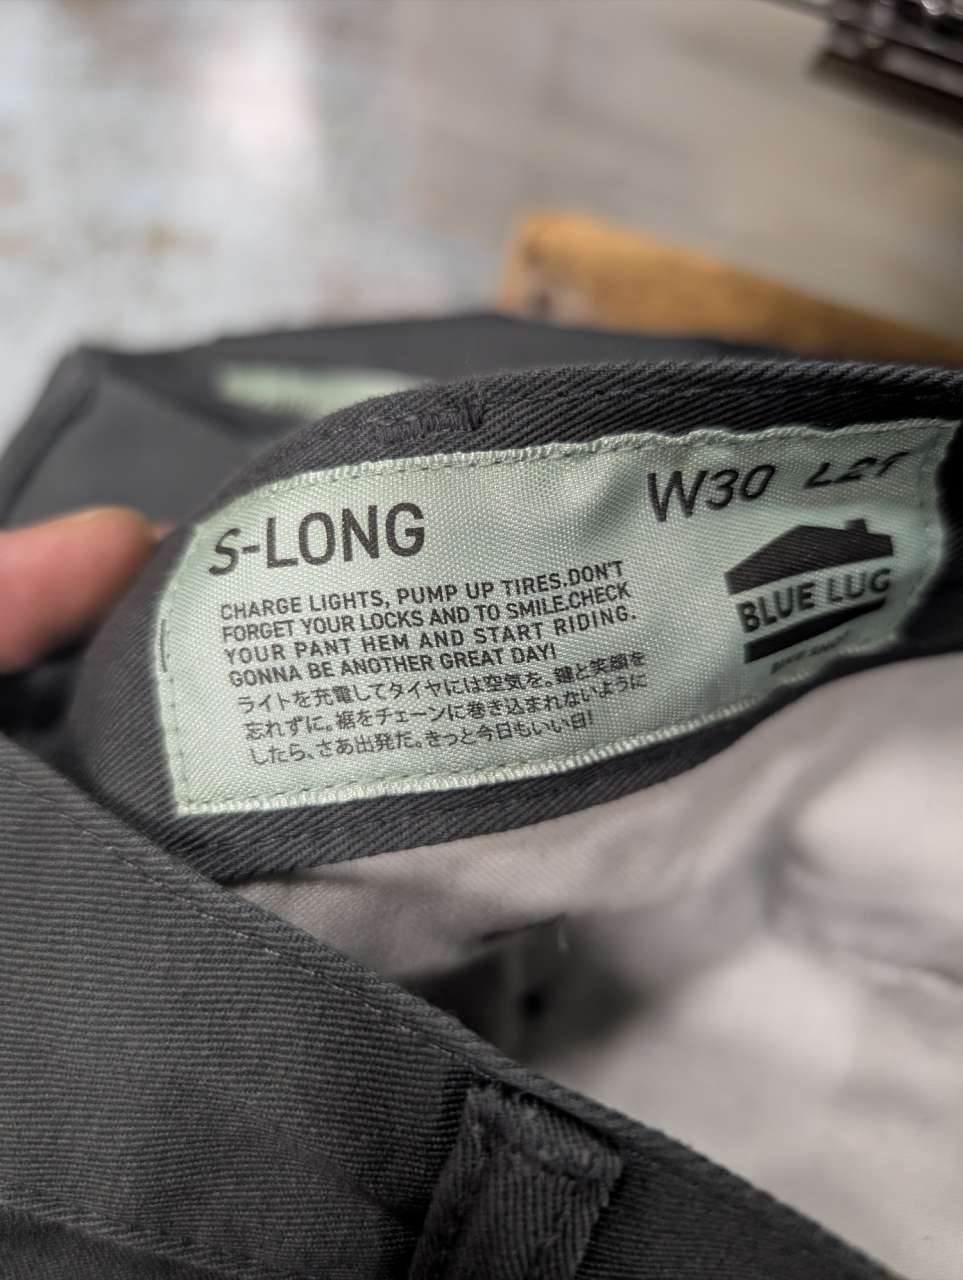 S-LONG
W30
CHARGE LIGHTS, PUMP UP TIRES.DON'T
FORGET YOUR LOCKS AND TO SMILE.CHECK
YOUR PANT HEM AND START RIDING.
GONNA BE ANOTHER GREAT DAY!
ライトを充電してタイヤには空気を。鍵と笑顔を
忘れずに。裾をチェーンに巻き込まれないように
したら、さあ出発だ。きっと今日もいい日!
BLUE LUG